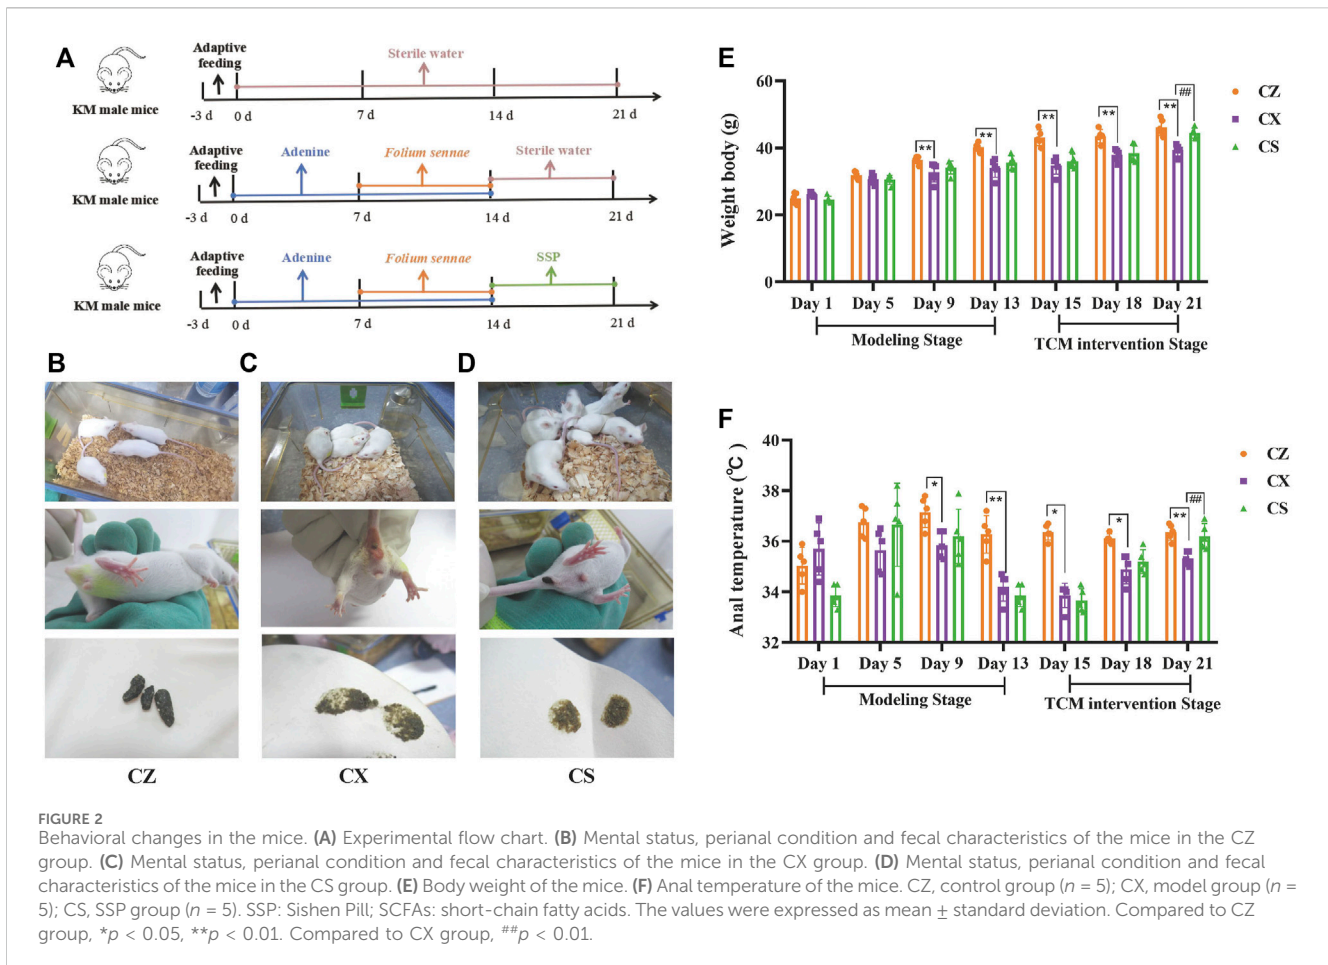 A
Adaptive
feeding
Sterile water
KM male mice
-3 d
0 d
7 d
14 d
21 d
Adaptive
feeding
Adenine
Folium sennae
Sterile water
KM male mice
-3 d
0 d
7 d
14 d
21 d
Adaptive
feeding
Adenine
Folium sennae
SSP
KM male mice
-3 d
0 d
7 d
14 d
21 d
B
C
D
CZ
CX
CS
E
Weight body (g)
g)
60
40
20
0
**
**
**
**
**
##
CZ
CX
CS
Day 1
Day 5
Day 9
Day 13
Day 15
Day 18
Day 21
Modeling Stage
TCM intervention Stage
F
Anal temperature (°C)
40
38
36
34
32
*
**
*
*
**
##
CZ
CX
CS
Day 1
Day 5
Day 9
Day 13
Day 15
Day 18
Day 21
Modeling Stage
TCM intervention Stage
FIGURE 2
Behavioral changes in the mice. (A) Experimental flow chart. (B) Mental status, perianal condition and fecal characteristics of the mice in the CZ
group. (C) Mental status, perianal condition and fecal characteristics of the mice in the CX group. (D) Mental status, perianal condition and fecal
characteristics of the mice in the CS group. (E) Body weight of the mice. (F) Anal temperature of the mice. CZ, control group (n = 5); CX, model group (n =
5); CS, SSP group (n = 5). SSP: Sishen Pill; SCFAs: short-chain fatty acids. The values were expressed as mean ± standard deviation. Compared to CZ
group, *p < 0.05, **p < 0.01. Compared to CX group, ##p < 0.01.